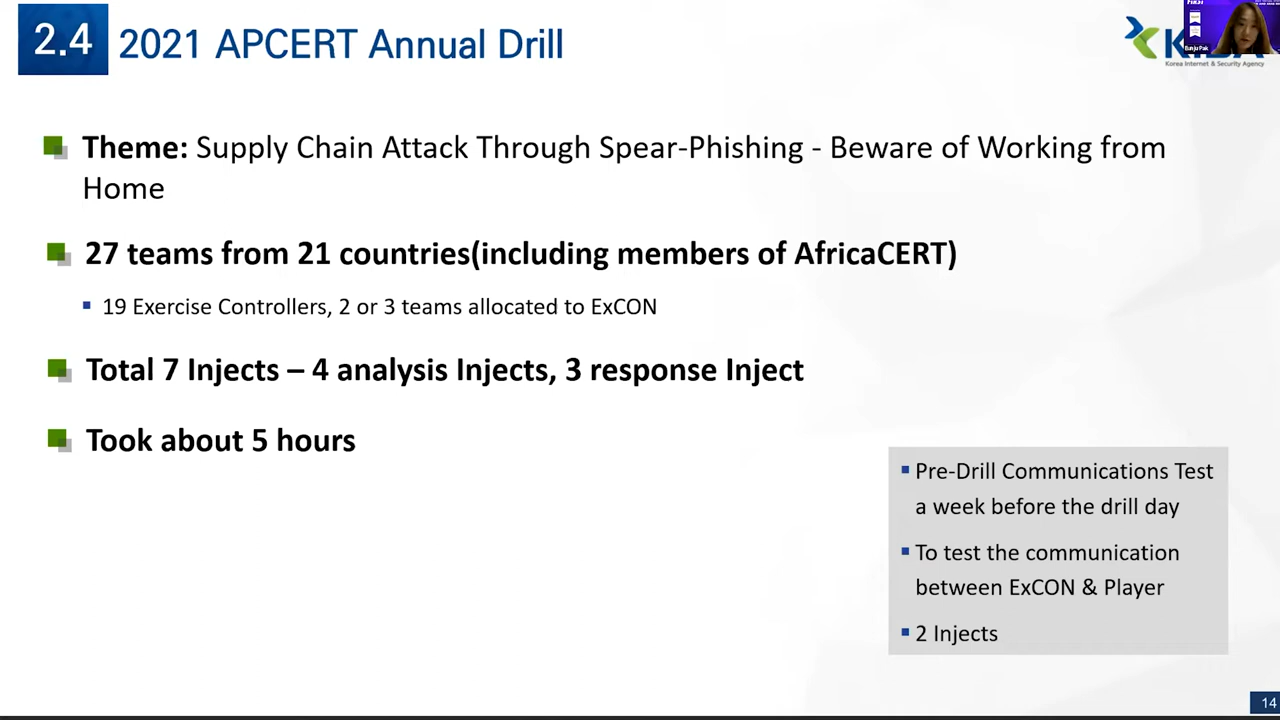 2.4
2021 APCERT Annual Drill
Eunju Pak
Korea Internet & Security Agency
Theme: Supply Chain Attack Through Spear-Phishing - Beware of Working from
Home
27 teams from 21 countries(including members of AfricaCERT)
19 Exercise Controllers, 2 or 3 teams allocated to ExCON
Total 7 Injects – 4 analysis Injects, 3 response Inject
Took about 5 hours
Pre-Drill Communications Test
a week before the drill day
To test the communication
between ExCON & Player
2 Injects
14